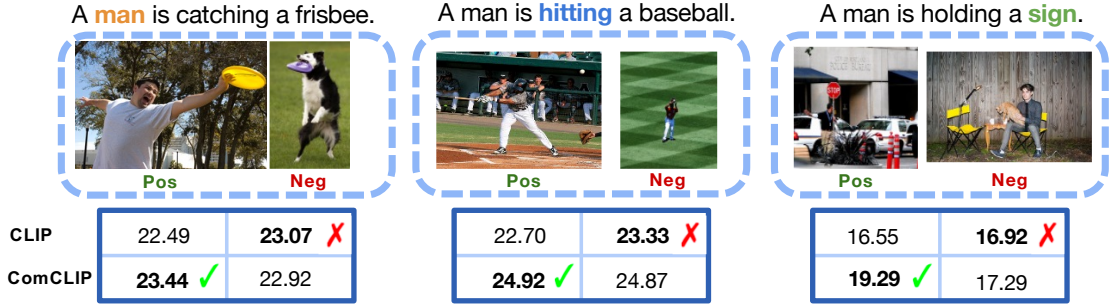 A man is catching a frisbee.
A man is hitting a baseball.
A man is holding a sign.
STOP
Pos
Neg
Pos
Neg
Pos
Neg
CLIP
22.49
23.07 ✗
22.70
23.33 ✗
16.55
16.92 ✗
ComCLIP
23.44 ✓
22.92
24.92 ✓
24.87
19.29 ✓
17.29